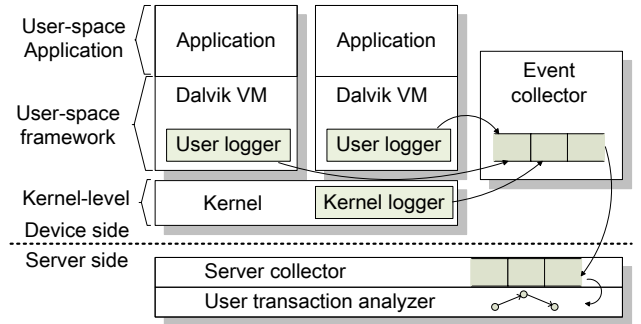 User-space
Application
Application
Application
Event
collector
User-space
framework
Dalvik VM
Dalvik VM
User logger
User logger
Kernel-level
Kernel
Kernel logger
Device side
Server side
Server collector
User transaction analyzer